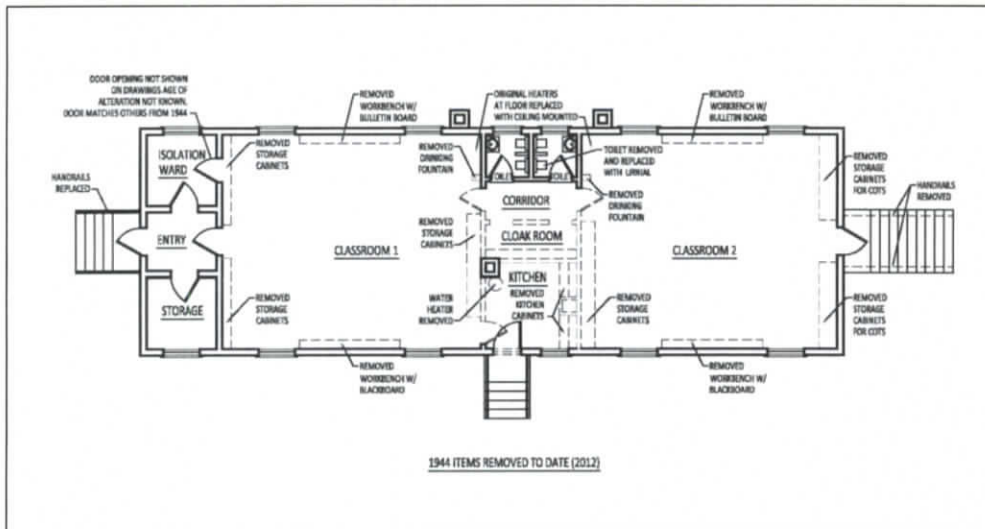 DOOR OPENING NOT SHOWN
ON DRAWINGS AGE OF
ALTERATION NOT KNOWN.
DOOR MATCHES OTHERS FROM 1944
REMOVED
WORKBENCH W/
BULLETIN BOARD
ORIGINAL HEATERS
AT FLOOR REPLACED
WITH CEILING MOUNTED
REMOVED
WORKBENCH W/
BULLETIN BOARD
ISOLATION
WARD
REMOVED
STORAGE
CABINETS
REMOVED
DRINKING
FOUNTAIN
TOILET
TOILET
TOILET REMOVED
AND REPLACED
WITH URNIAL
REMOVED
STORAGE
CABINETS
FOR COTS
HANDRAILS
REPLACED
HANDRAILS
REMOVED
CORRIDOR
REMOVED
DRINKING
FOUNTAIN
ENTRY
CLASSROOM 1
REMOVED
STORAGE
CABINETS
CLOAK ROOM
CLASSROOM 2
STORAGE
REMOVED
STORAGE
CABINETS
WATER
HEATER
REMOVED
KITCHEN
REMOVED
KITCHEN
CABINETS
REMOVED
STORAGE
CABINETS
REMOVED
STORAGE
CABINETS
FOR COTS
REMOVED
WORKBENCH W/
BLACKBOARD
REMOVED
WORKBENCH W/
BLACKBOARD
1944 ITEMS REMOVED TO DATE (2012)